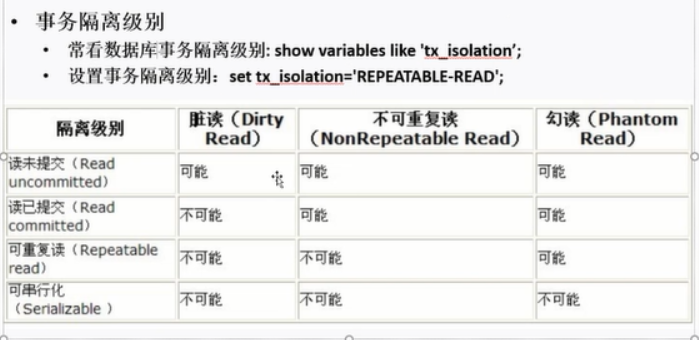 事务隔离级别
常看数据库事务隔离级别: show variables like 'tx_isolation';
设置事务隔离级别：set tx_isolation='REPEATABLE-READ';
隔离级别 脏读（Dirty Read） 不可重复读（NonRepeatable Read） 幻读（Phantom Read）
读未提交（Read uncommitted） 可能 可能 可能
读已提交（Read committed） 不可能 可能 可能
可重复读（Repeatable read） 不可能 不可能 可能
可串行化（Serializable ） 不可能 不可能 不可能